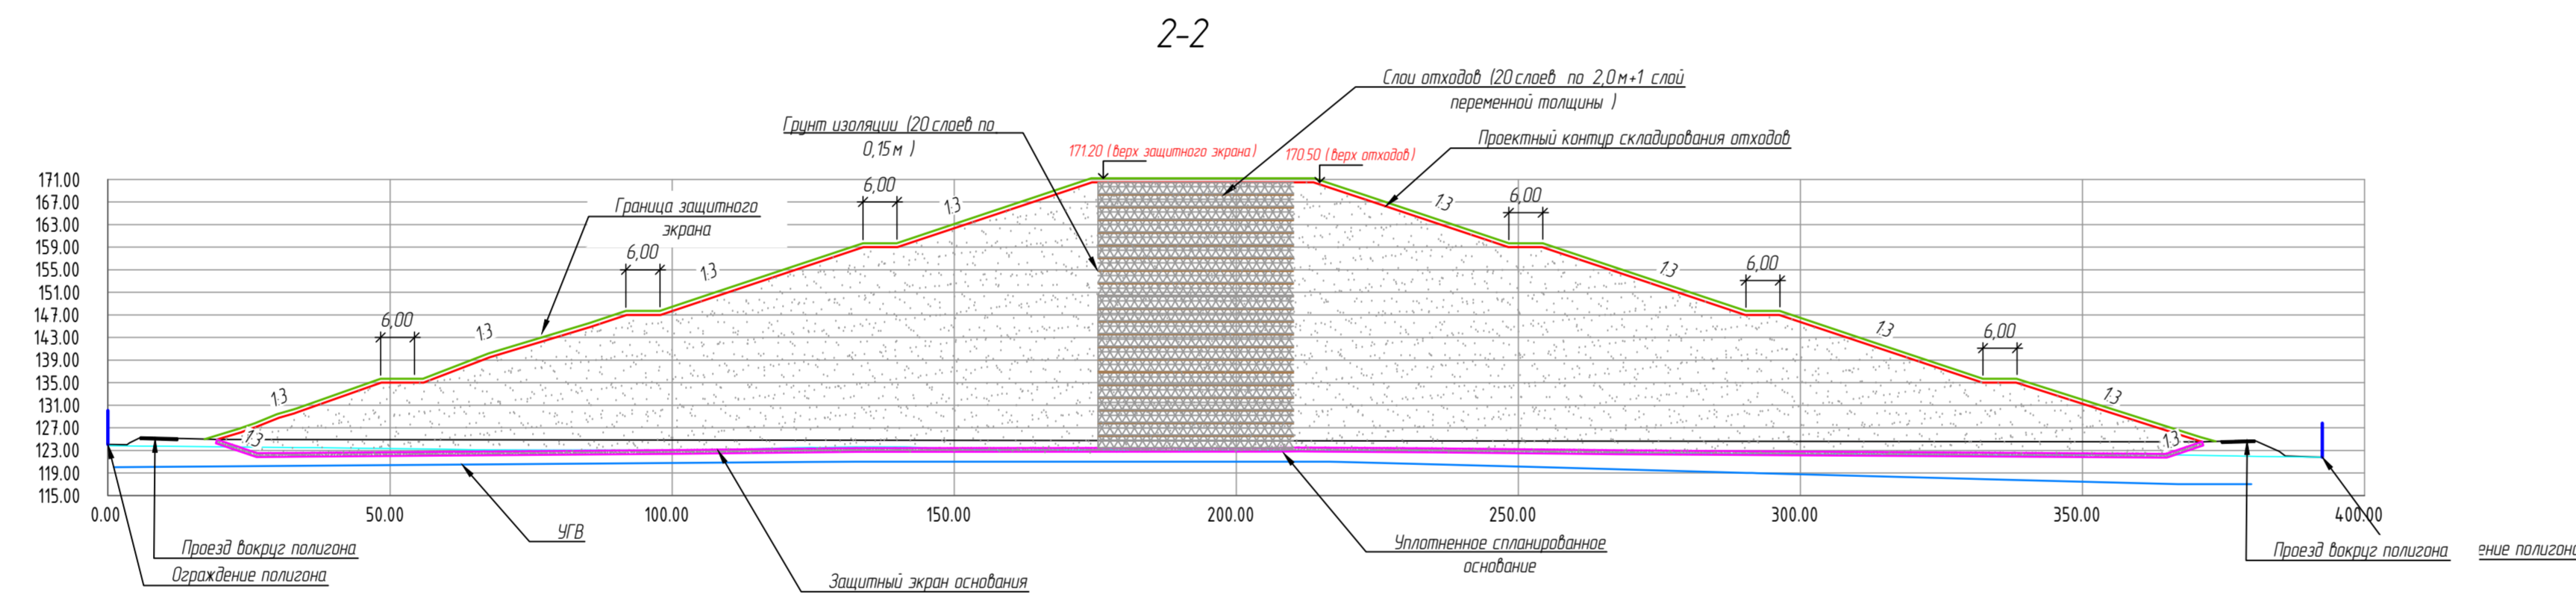 2-2
Слои отходов (20 слоев по 2,0 м+1 слой
переменной толщины )
Грунт изоляции (20 слоев по
0,15 м )
Проектный контур складирования отходов
171.20 (верх защитного экрана)
170.50 (верх отходов)
Граница защитного
экрана
171.00
167.00
163.00
159.00
155.00
151.00
147.00
143.00
139.00
135.00
131.00
127.00
123.00
119.00
115.00
6,00
6,00
6,00
6,00
6,00
6,00
1:3
1:3
1:3
1:3
1:3
1:3
1:3
1:3
1:3
1:3
0.00
50.00
100.00
150.00
200.00
250.00
300.00
350.00
400.00
УГВ
Проезд вокруг полигона
Ограждение полигона
Защитный экран основания
Уплотненное спланированное
основание
Проезд вокруг полигона